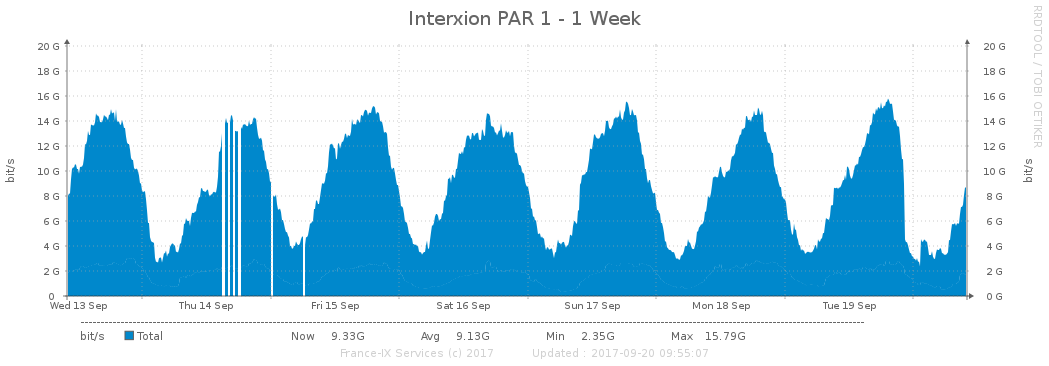 Interxion PAR 1 - 1 Week
RRDTOOL / TOBI OETIKER
bit/s
20 G 20 G
18 G 18 G
16 G 16 G
14 G 14 G
12 G 12 G
10 G 10 G
8 G 8 G
6 G 6 G
4 G 4 G
2 G 2 G
0 0 G
bit/s
Wed 13 Sep Thu 14 Sep Fri 15 Sep Sat 16 Sep Sun 17 Sep Mon 18 Sep Tue 19 Sep
bit/s Total Now 9.33G Avg 9.13G Min 2.35G Max 15.79G
France-IX Services (c) 2017 Updated : 2017-09-20 09:55:07